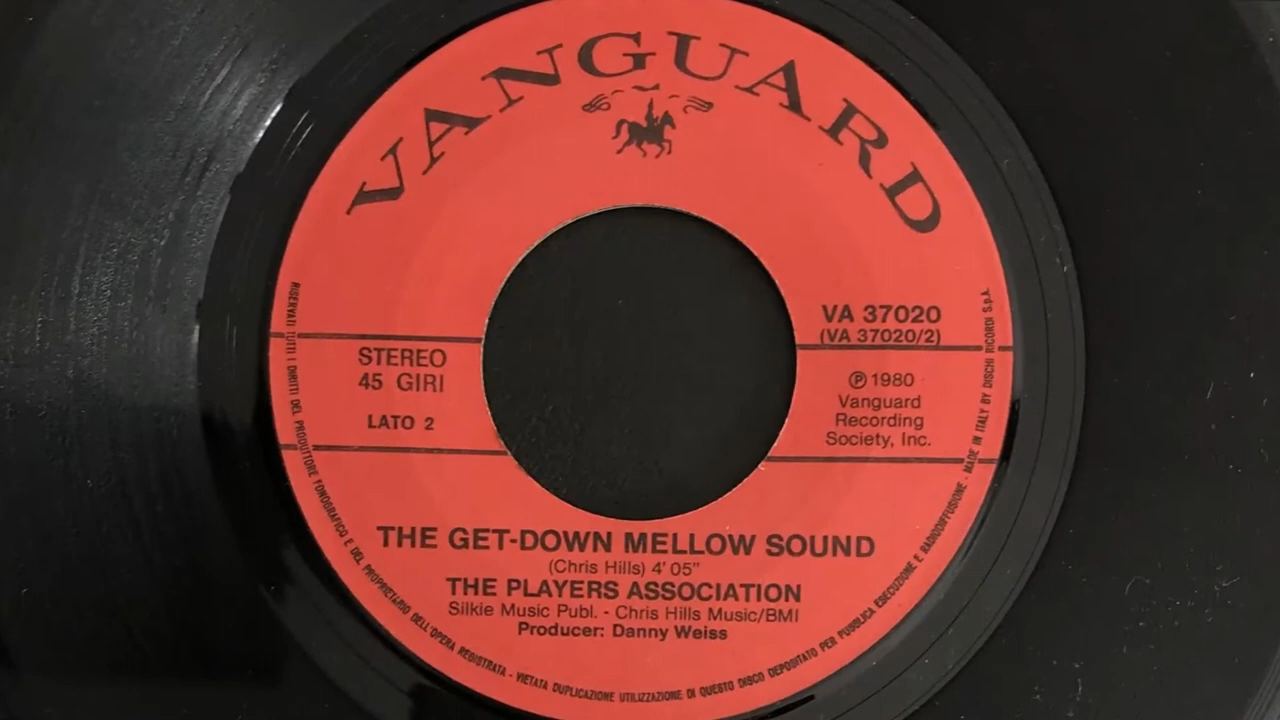 VANGUARD
VA 37020
(VA 37020/2)
STEREO
45 GIRI
LATO 2
℗ 1980
Vanguard
Recording
Society, Inc.
THE GET-DOWN MELLOW SOUND
(Chris Hills) 4' 05"
THE PLAYERS ASSOCIATION
Silkie Music Publ. - Chris Hills Music/BMI
Producer: Danny Weiss
RISERVATI TUTTI I DIRITTI DEL PRODUTTORE FONOGRAFICO E DEL PROPRIETARIO DELL'OPERA REGISTRATA - VIETATA DUPLICAZIONE UTILIZZAZIONE DI QUESTO DISCO DEPOSITATO PER PUBBLICA ESECUZIONE E RADIODIFFUSIONE - MADE IN ITALY BY DISCHI RICORDI S.p.A.